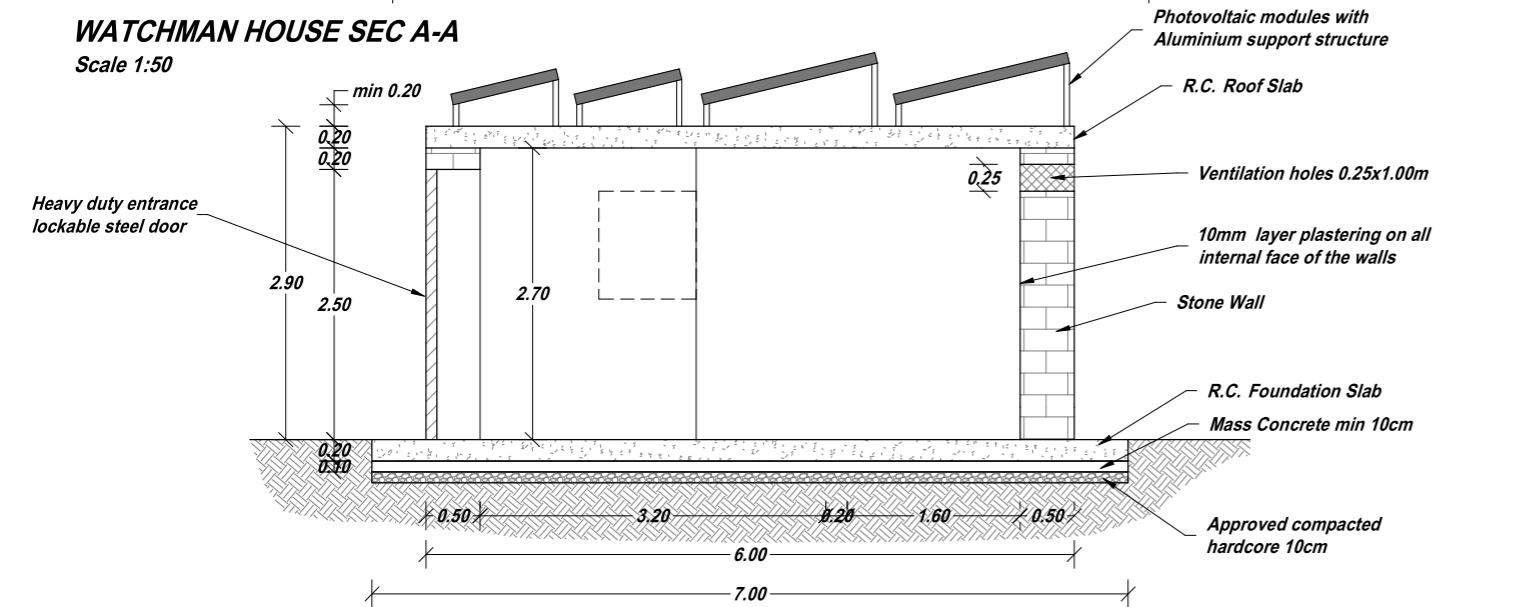 WATCHMAN HOUSE SEC A-A
Scale 1:50
Photovoltaic modules with
Aluminium support structure
min 0.20
R.C. Roof Slab
0.20
0.20
0.25
Ventilation holes 0.25x1.00m
Heavy duty entrance
lockable steel door
10mm layer plastering on all
internal face of the walls
2.90
2.50
2.70
Stone Wall
R.C. Foundation Slab
Mass Concrete min 10cm
0.20
0.10
0.50
3.20
0.20
1.60
0.50
Approved compacted
hardcore 10cm
6.00
7.00